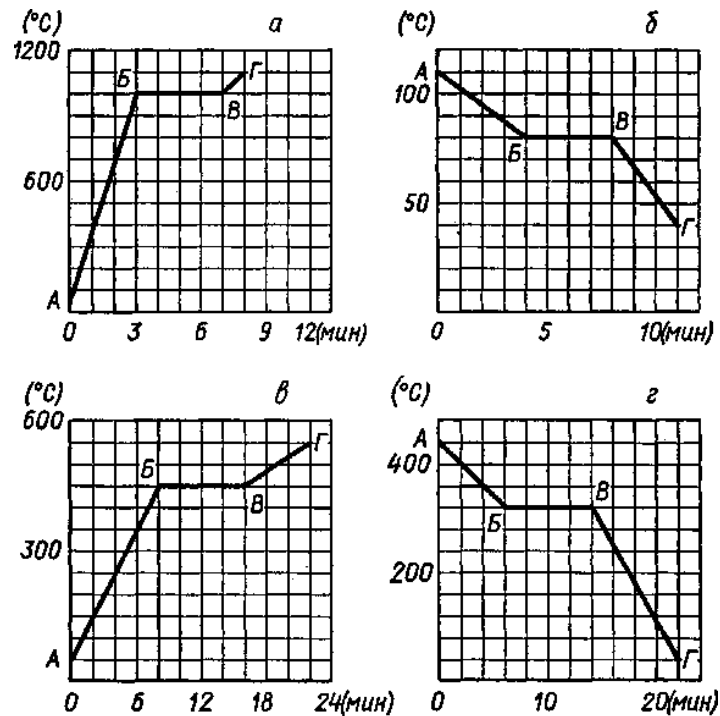 (°C) а
1200
Б
Г
В
600
А
0 3 6 9 12(мин)
(°C) б
А
100
В
Б
50
Г
0 5 10(мин)
(°C) в
600
Г
Б
В
300
А
0 6 12 18 24(мин)
(°C) г
А
400
В
Б
200
Г
0 10 20(мин)